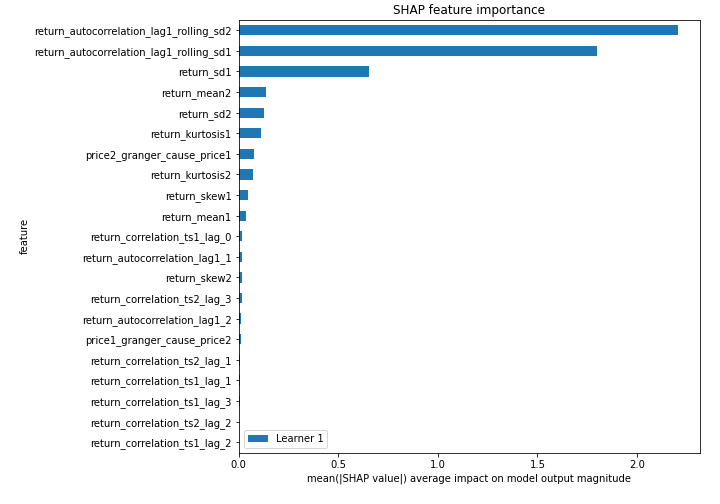 SHAP feature importance
return_autocorrelation_lag1_rolling_sd2
return_autocorrelation_lag1_rolling_sd1
return_sd1
return_mean2
return_sd2
return_kurtosis1
price2_granger_cause_price1
return_kurtosis2
return_skew1
return_mean1
return_correlation_ts1_lag_0
return_autocorrelation_lag1_1
return_skew2
return_correlation_ts2_lag_3
return_autocorrelation_lag1_2
price1_granger_cause_price2
return_correlation_ts2_lag_1
return_correlation_ts1_lag_1
return_correlation_ts1_lag_3
return_correlation_ts2_lag_2
return_correlation_ts1_lag_2
feature
Learner 1
0.0 0.5 1.0 1.5 2.0
mean(|SHAP value|) average impact on model output magnitude